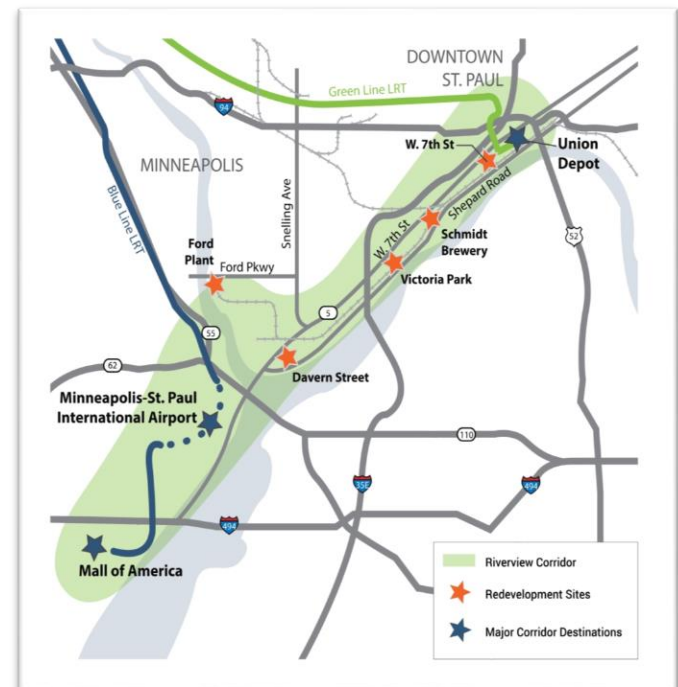 DOWNTOWN
ST. PAUL
Green Line LRT
94
W. 7th St
Union
Depot
MINNEAPOLIS
Shepard Road
Blue Line LRT
Snelling Ave
W. 7th St
Schmidt
Brewery
52
Ford
Plant
Ford Pkwy
Victoria Park
5
55
62
Davern Street
Minneapolis-St. Paul
International Airport
110
35E
494
494
Mall of America
Riverview Corridor
Redevelopment Sites
Major Corridor Destinations